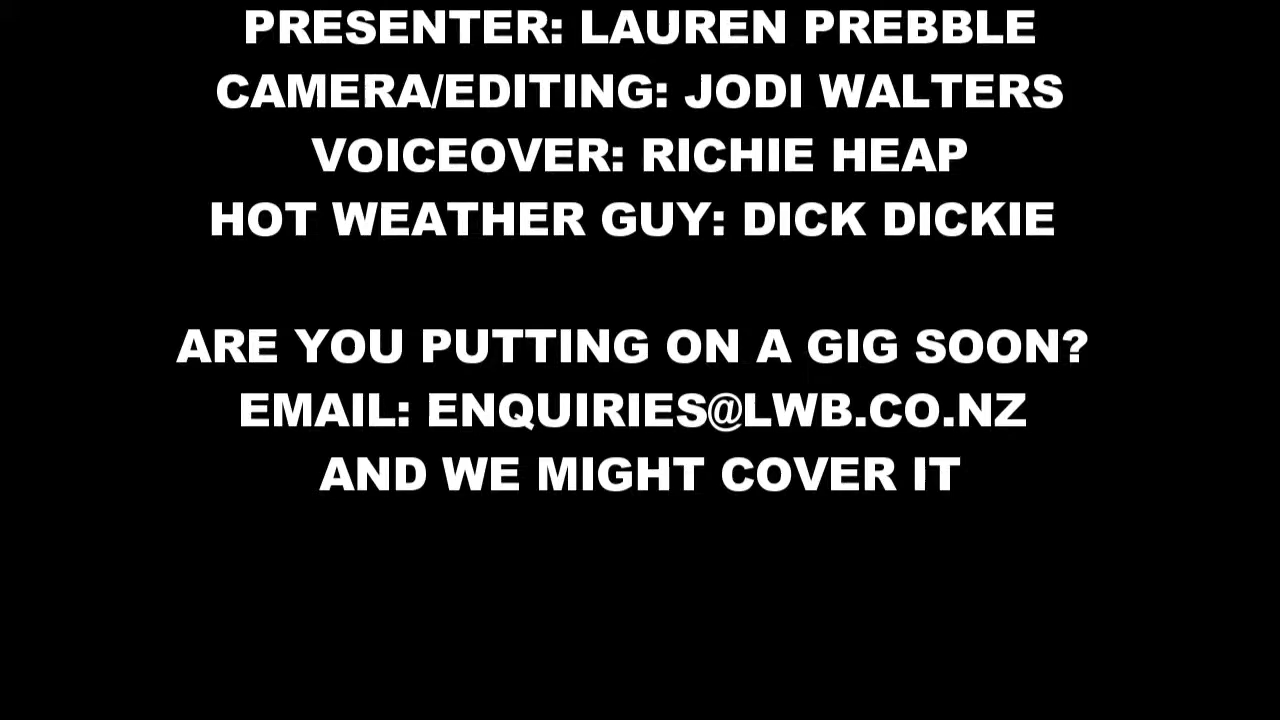 PRESENTER: LAUREN PREBBLE
CAMERA/EDITING: JODI WALTERS
VOICEOVER: RICHIE HEAP
HOT WEATHER GUY: DICK DICKIE
ARE YOU PUTTING ON A GIG SOON?
EMAIL: ENQUIRIES@LWB.CO.NZ
AND WE MIGHT COVER IT